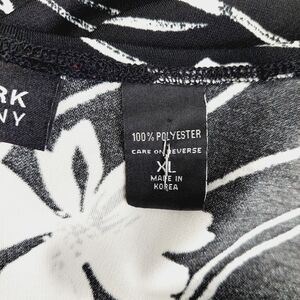 RK
NY
100% POLYESTER
CARE ON REVERSE
XL
MADE IN
KOREA